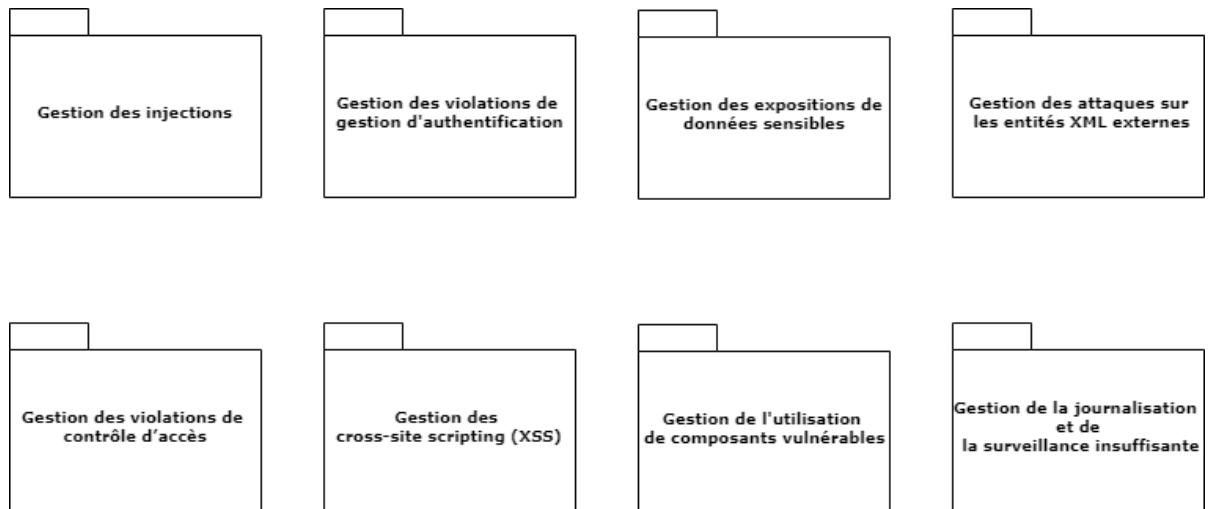 Gestion des injections
Gestion des violations de
gestion d'authentification
Gestion des expositions de
données sensibles
Gestion des attaques sur
les entités XML externes
Gestion des violations de
contrôle d’accès
Gestion des
cross-site scripting (XSS)
Gestion de l'utilisation
de composants vulnérables
Gestion de la journalisation
et de
la surveillance insuffisante